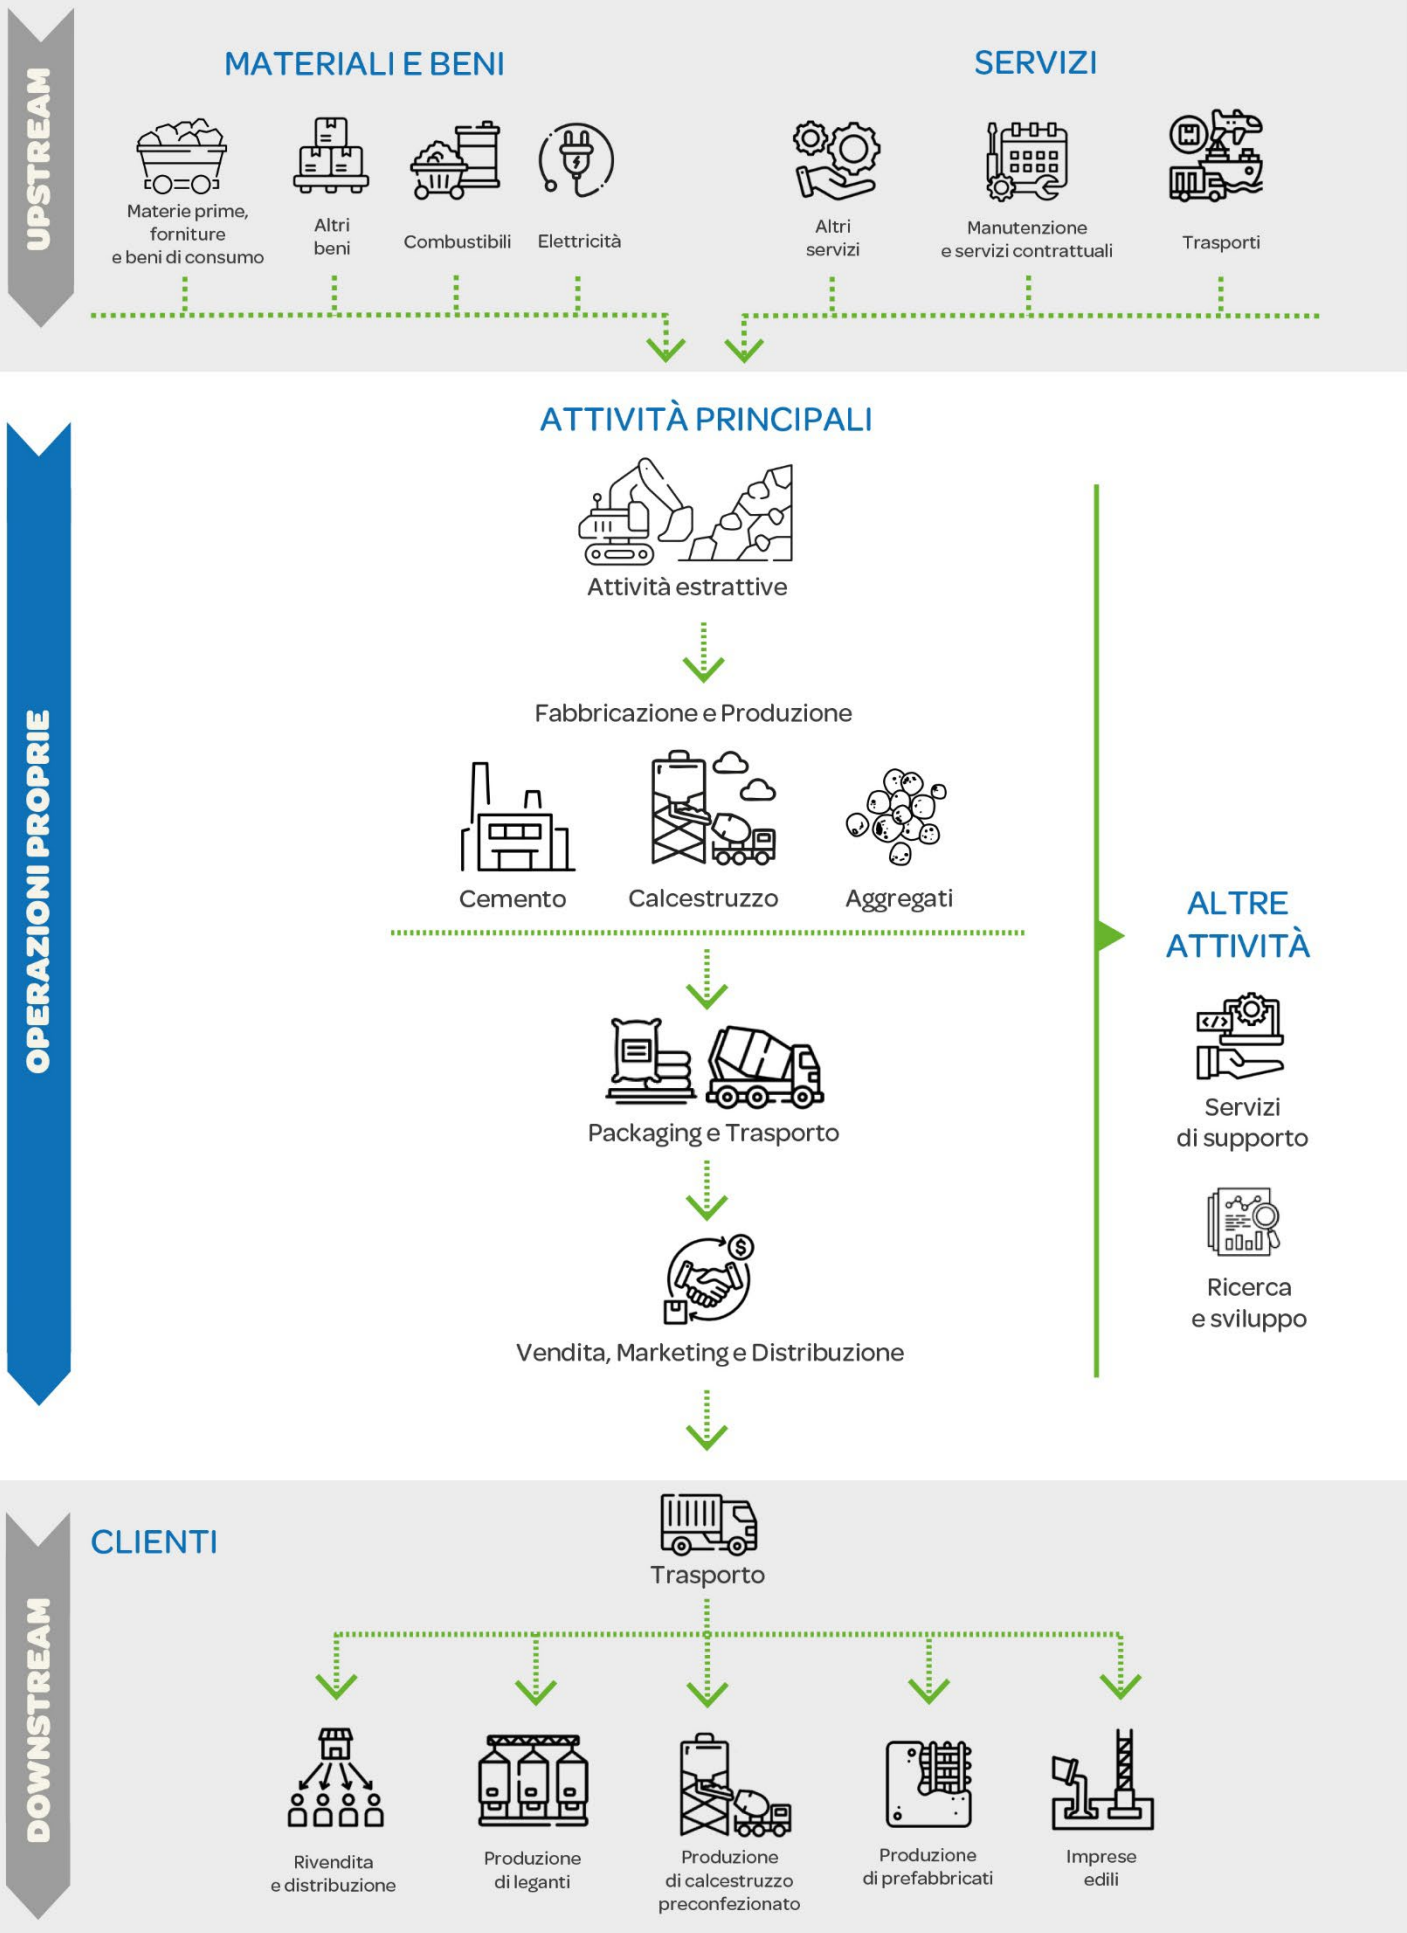 UPSTREAM
MATERIALI E BENI
SERVIZI
Materie prime,
forniture
e beni di consumo
Altri
beni
Combustibili
Elettricità
Altri
servizi
Manutenzione
e servizi contrattuali
Trasporti
OPERAZIONI PROPRIE
ATTIVITÀ PRINCIPALI
Attività estrattive
Fabbricazione e Produzione
Cemento
Calcestruzzo
Aggregati
Packaging e Trasporto
Vendita, Marketing e Distribuzione
ALTRE
ATTIVITÀ
</>
Servizi
di supporto
Ricerca
e sviluppo
DOWNSTREAM
CLIENTI
Trasporto
Rivendita
e distribuzione
Produzione
di leganti
Produzione
di calcestruzzo
preconfezionato
Produzione
di prefabbricati
Imprese
edili